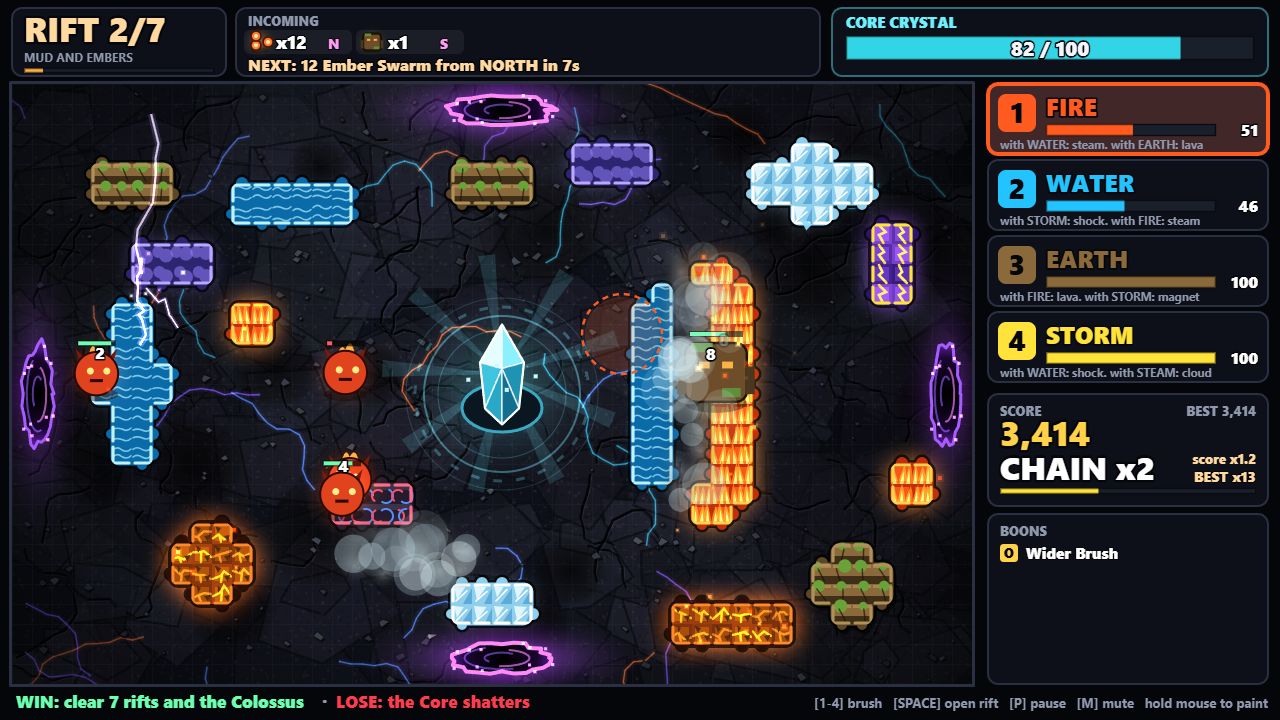 RIFT 2/7
MUD AND EMBERS
INCOMING
x12 N x1 S
NEXT: 12 Ember Swarm from NORTH in 7s
CORE CRYSTAL
82 / 100
1 FIRE
51
with WATER: steam. with EARTH: lava
2 WATER
46
with STORM: shock. with FIRE: steam
3 EARTH
100
with FIRE: lava. with STORM: magnet
4 STORM
100
with WATER: shock. with STEAM: cloud
SCORE BEST 3,414
3,414
CHAIN x2 score x1.2
BEST x13
BOONS
O Wider Brush
2
8
4
WIN: clear 7 rifts and the Colossus · LOSE: the Core shatters
[1-4] brush [SPACE] open rift [P] pause [M] mute hold mouse to paint